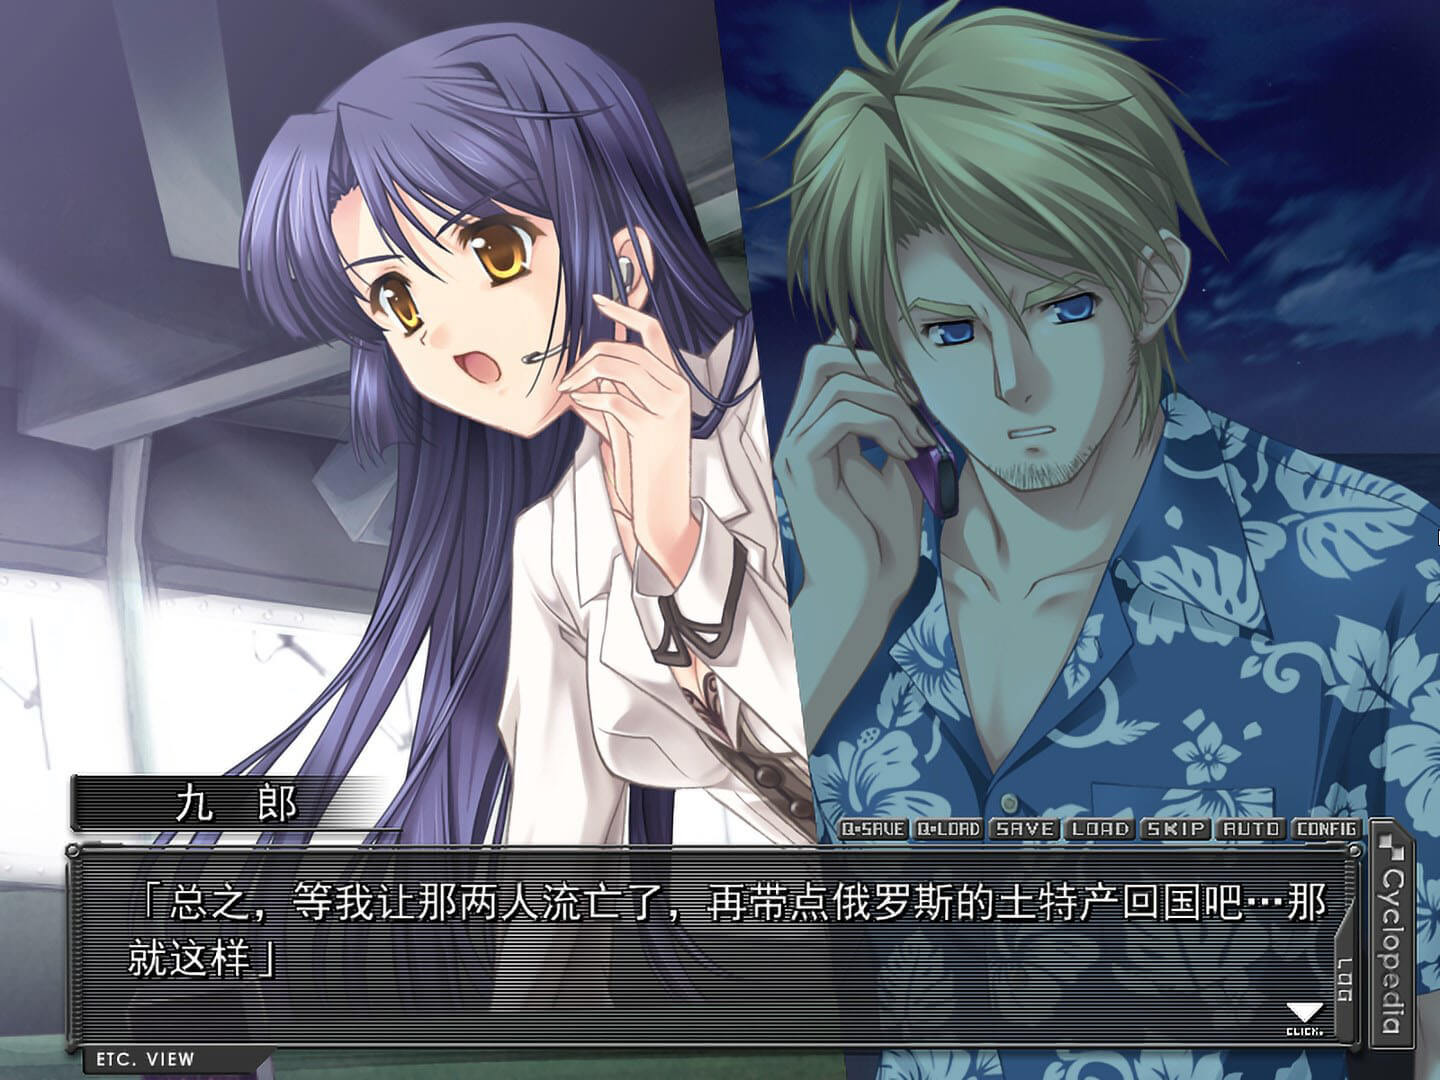 九　郎
Q-SAVE Q-LOAD SAVE LOAD SKIP AUTO CONFIG
「总之，等我让那两人流亡了，再带点俄罗斯的土特产回国吧…那
就这样」
Cyclopedia
LOG
CLICK.
ETC. VIEW